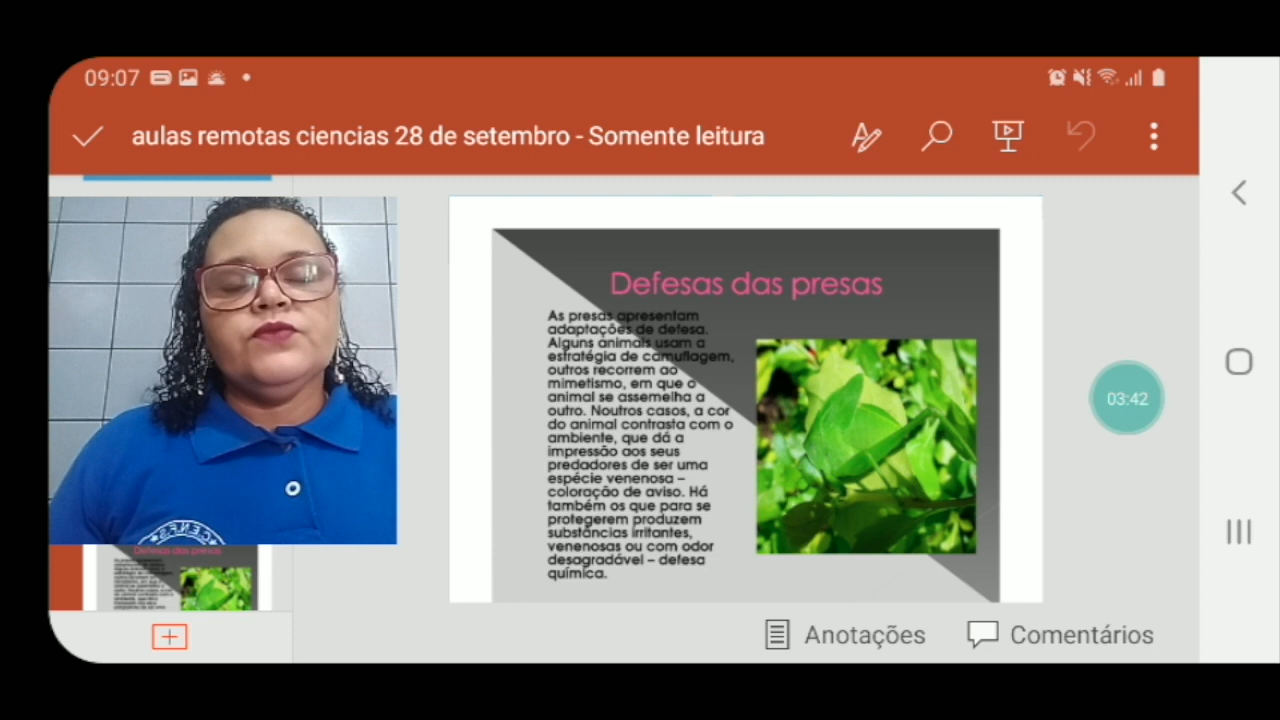 09:07
aulas remotas ciencias 28 de setembro - Somente leitura
Defesas das presas
As presas apresentam
adaptações de defesa.
Alguns animais usam a
estratégia de camuflagem,
outros recorrem ao
mimetismo, em que o
animal se assemelha a
outro. Noutros casos, a cor
do animal contrasta com o
ambiente, que dá a
impressão aos seus
predadores de ser uma
espécie venenosa –
coloração de aviso. Há
também os que para se
protegerem produzem
substâncias irritantes,
venenosas ou com odor
desagradável – defesa
química.
03:42
Defesas das presas
Anotações
Comentários